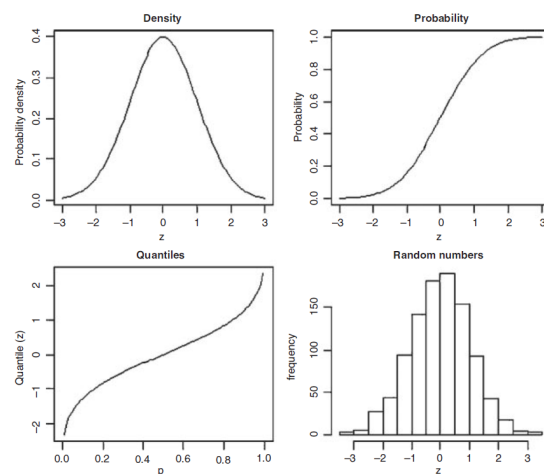 Density
Probability density
0.0 0.1 0.2 0.3 0.4
−3 −2 −1 0 1 2 3
z
Probability
Probability
0.0 0.2 0.4 0.6 0.8 1.0
−3 −2 −1 0 1 2 3
z
Quantiles
Quantile (z)
−2 −1 0 1 2
0.0 0.2 0.4 0.6 0.8 1.0
p
Random numbers
frequency
0 50 150
−3 −2 −1 0 1 2 3
z